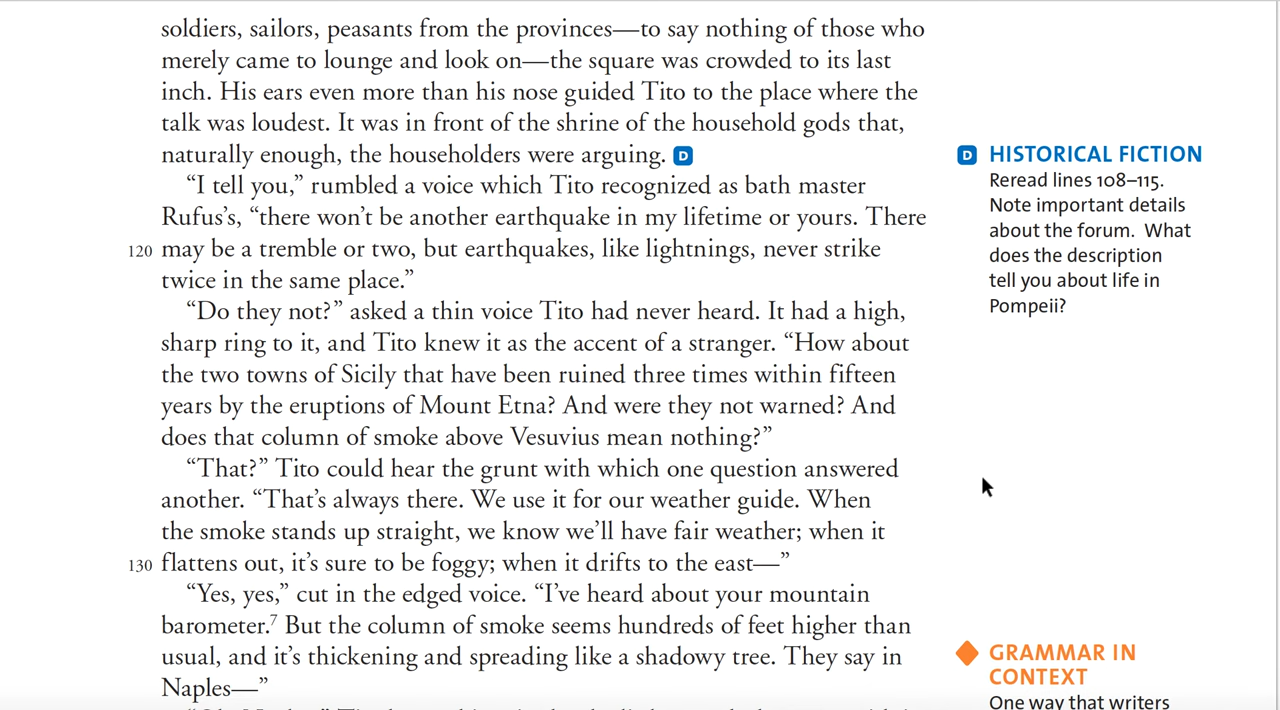 soldiers, sailors, peasants from the provinces—to say nothing of those who
merely came to lounge and look on—the square was crowded to its last
inch. His ears even more than his nose guided Tito to the place where the
talk was loudest. It was in front of the shrine of the household gods that,
naturally enough, the householders were arguing. D
“I tell you,” rumbled a voice which Tito recognized as bath master
Rufus’s, “there won’t be another earthquake in my lifetime or yours. There
120 may be a tremble or two, but earthquakes, like lightnings, never strike
twice in the same place.”
“Do they not?” asked a thin voice Tito had never heard. It had a high,
sharp ring to it, and Tito knew it as the accent of a stranger. “How about
the two towns of Sicily that have been ruined three times within fifteen
years by the eruptions of Mount Etna? And were they not warned? And
does that column of smoke above Vesuvius mean nothing?”
“That?” Tito could hear the grunt with which one question answered
another. “That’s always there. We use it for our weather guide. When
the smoke stands up straight, we know we’ll have fair weather; when it
130 flattens out, it’s sure to be foggy; when it drifts to the east—”
“Yes, yes,” cut in the edged voice. “I’ve heard about your mountain
barometer.7 But the column of smoke seems hundreds of feet higher than
usual, and it’s thickening and spreading like a shadowy tree. They say in
Naples—”
D HISTORICAL FICTION
Reread lines 108–115.
Note important details
about the forum. What
does the description
tell you about life in
Pompeii?
GRAMMAR IN
CONTEXT
One way that writers